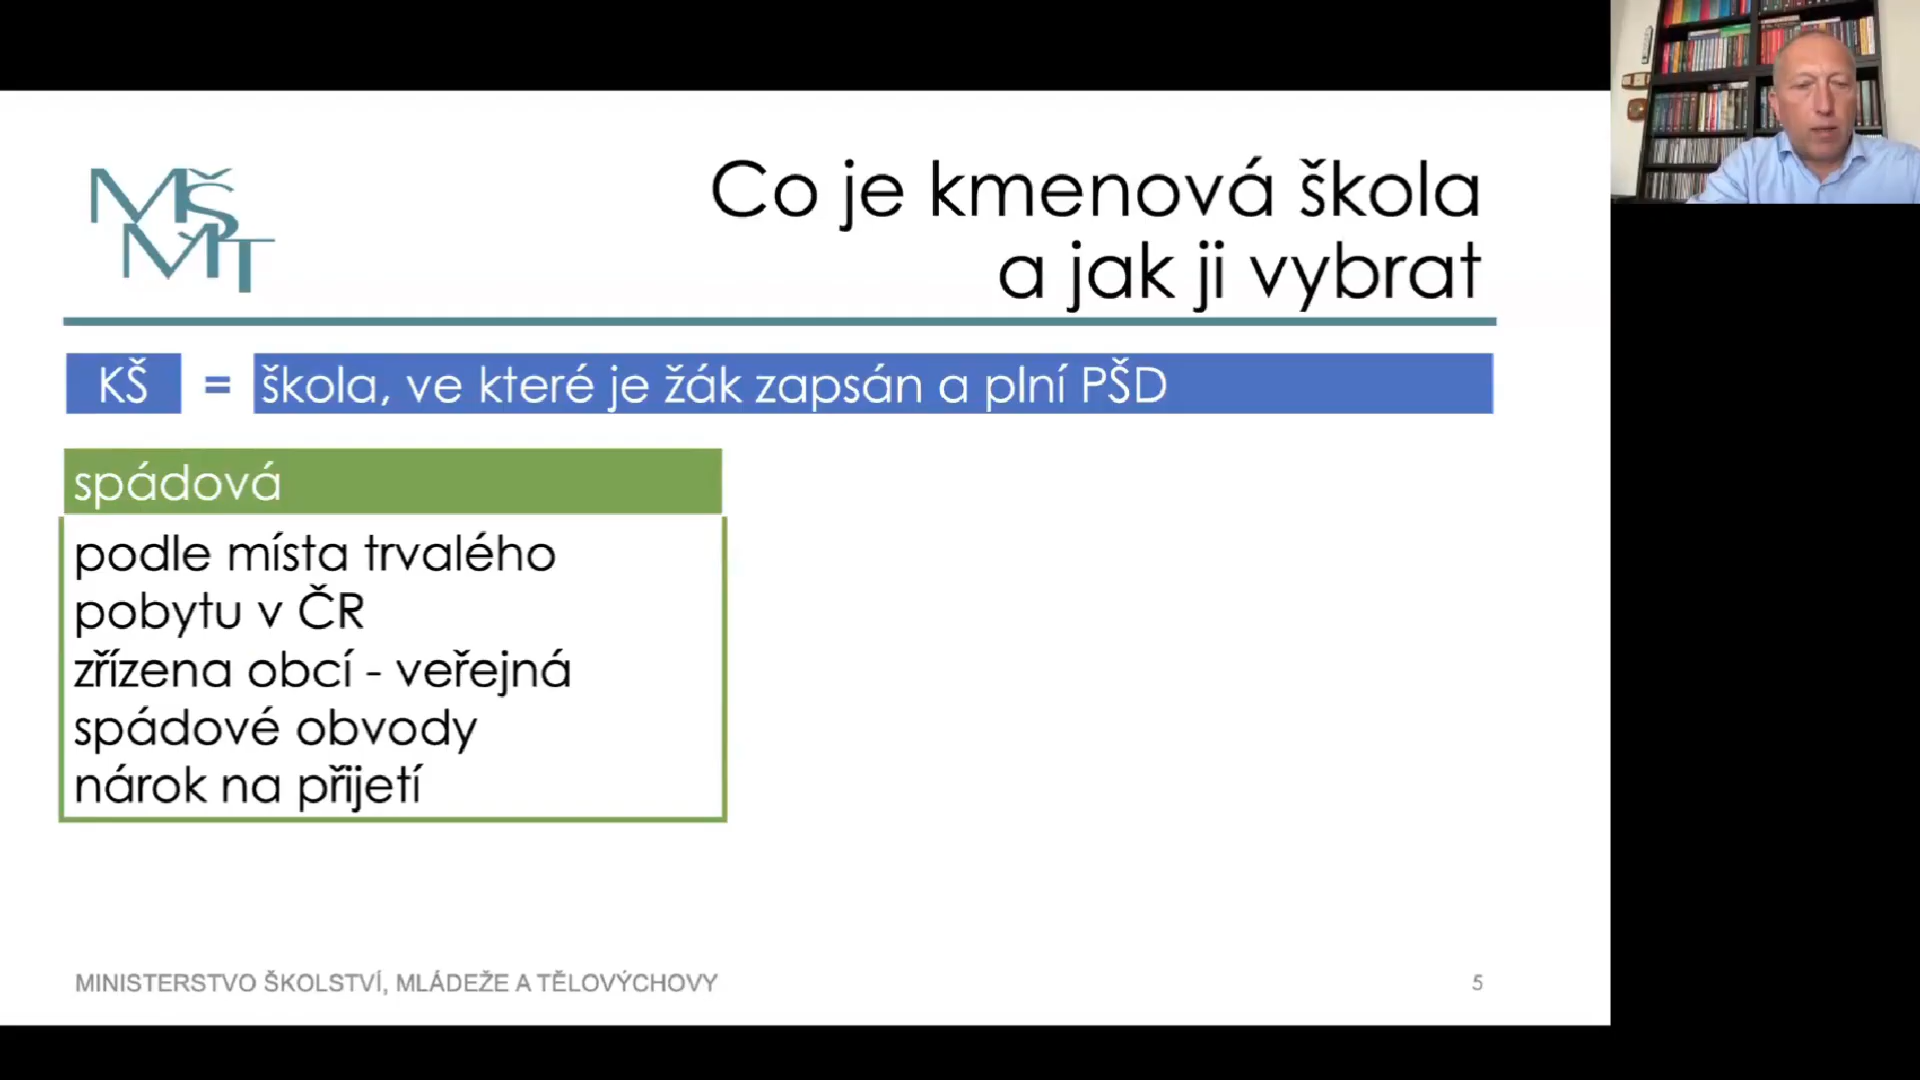 MŠMT
Co je kmenová škola
a jak ji vybrat
KŠ = škola, ve které je žák zapsán a plní PŠD
spádová
podle místa trvalého
pobytu v ČR
zřízena obcí - veřejná
spádové obvody
nárok na přijetí
MINISTERSTVO ŠKOLSTVÍ, MLÁDEŽE A TĚLOVÝCHOVY
5